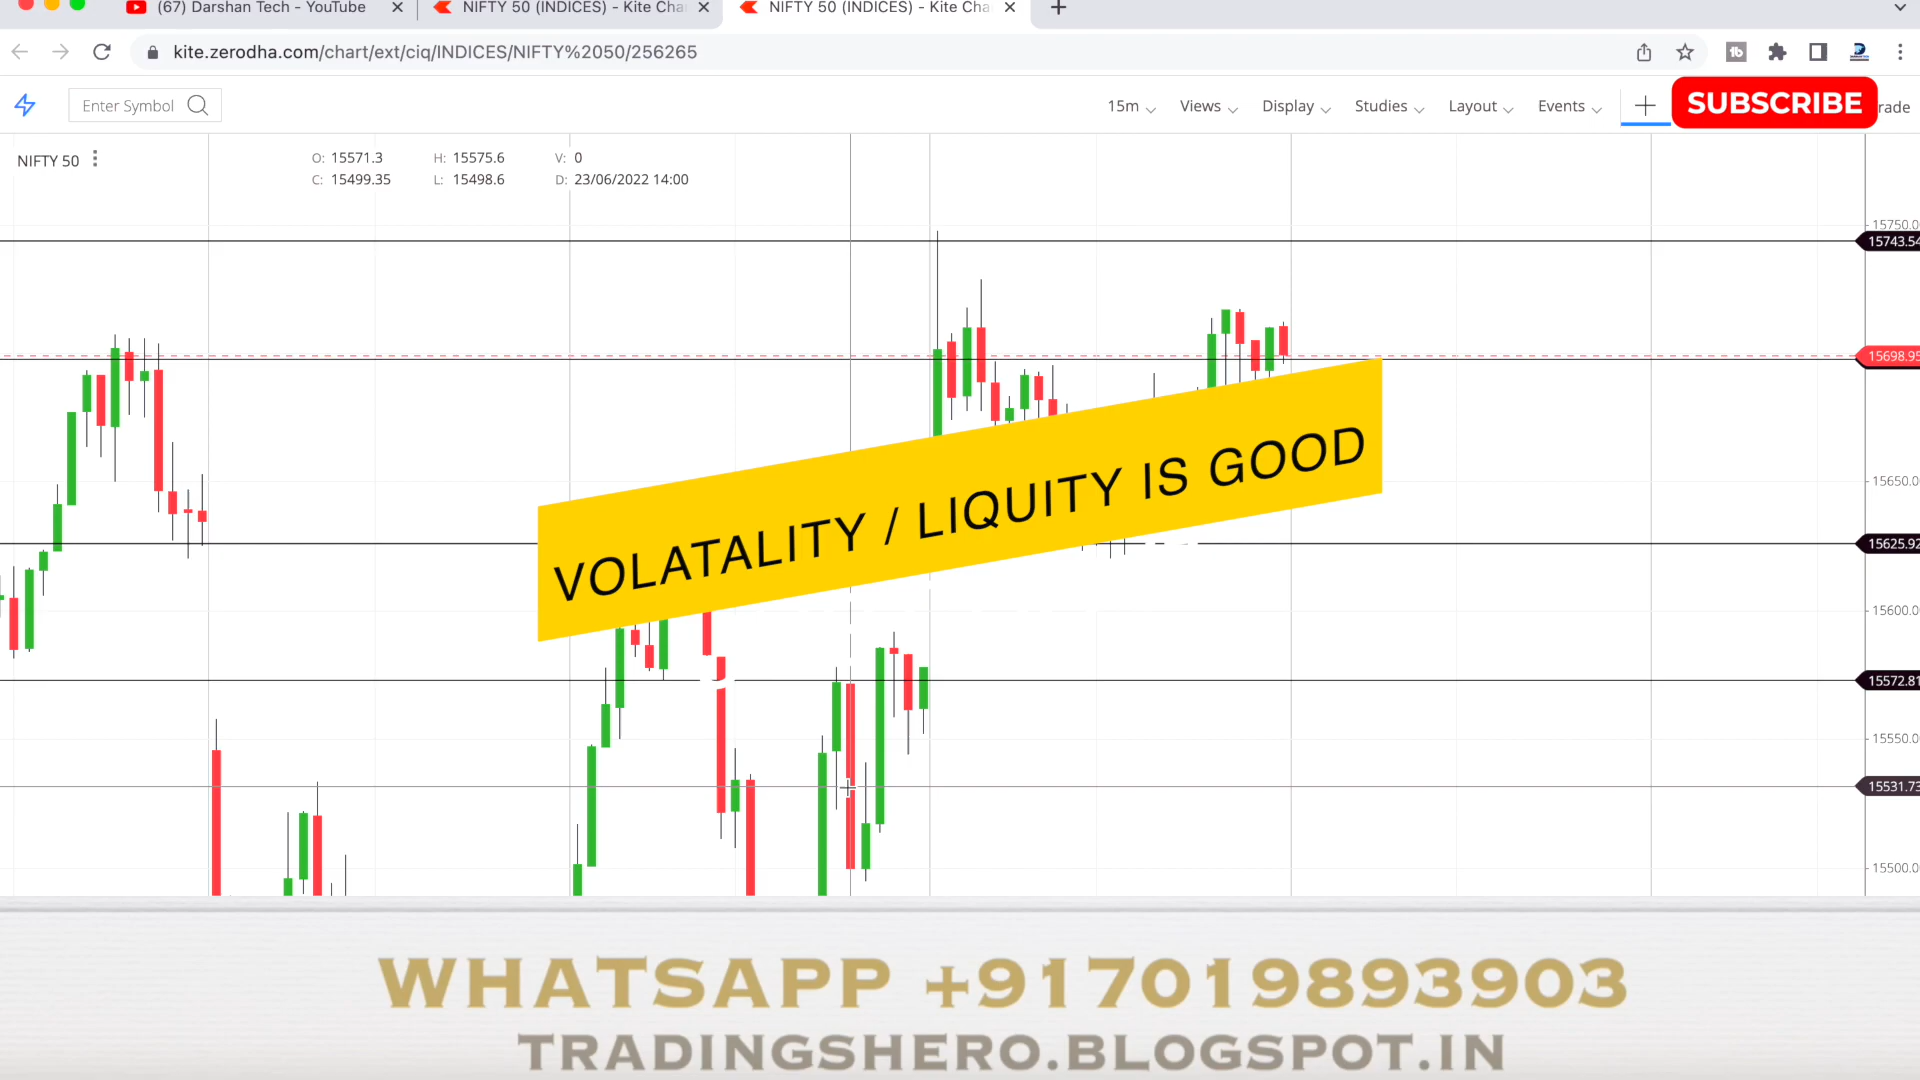 (67) Darshan Tech - YouTube
NIFTY 50 (INDICES) - Kite Cha
NIFTY 50 (INDICES) - Kite Cha
kite.zerodha.com/chart/ext/ciq/INDICES/NIFTY%2050/256265
Enter Symbol
15m
Views
Display
Studies
Layout
Events
SUBSCRIBE
rade
NIFTY 50
O: 15571.3 H: 15575.6 V: 0
C: 15499.35 L: 15498.6 D: 23/06/2022 14:00
15750.0
15743.54
15698.95
15650.0
15625.92
15600.0
15572.81
15550.0
15531.73
15500.0
VOLATALITY / LIQUITY IS GOOD
WHATSAPP +917019893903
TRADINGSHERO.BLOGSPOT.IN